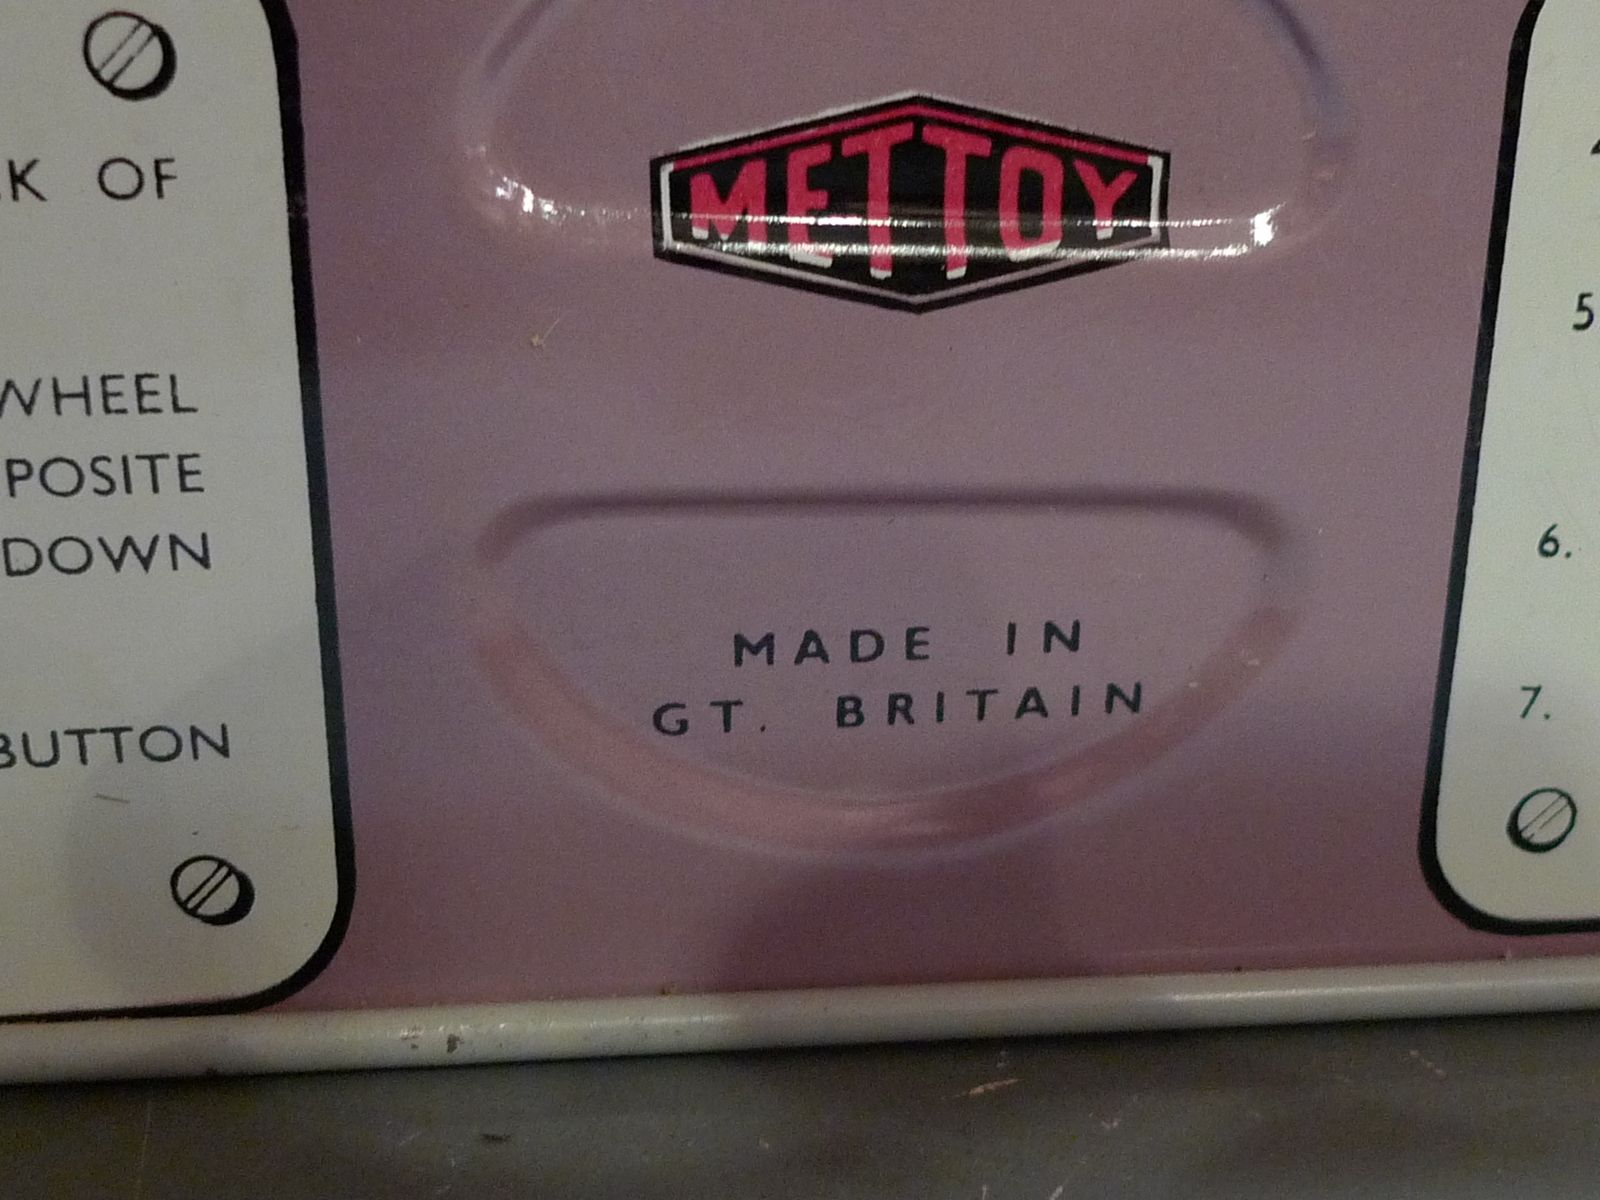 K OF
WHEEL
POSITE
DOWN
BUTTON
METTOY
MADE IN
GT. BRITAIN
5
6.
7.